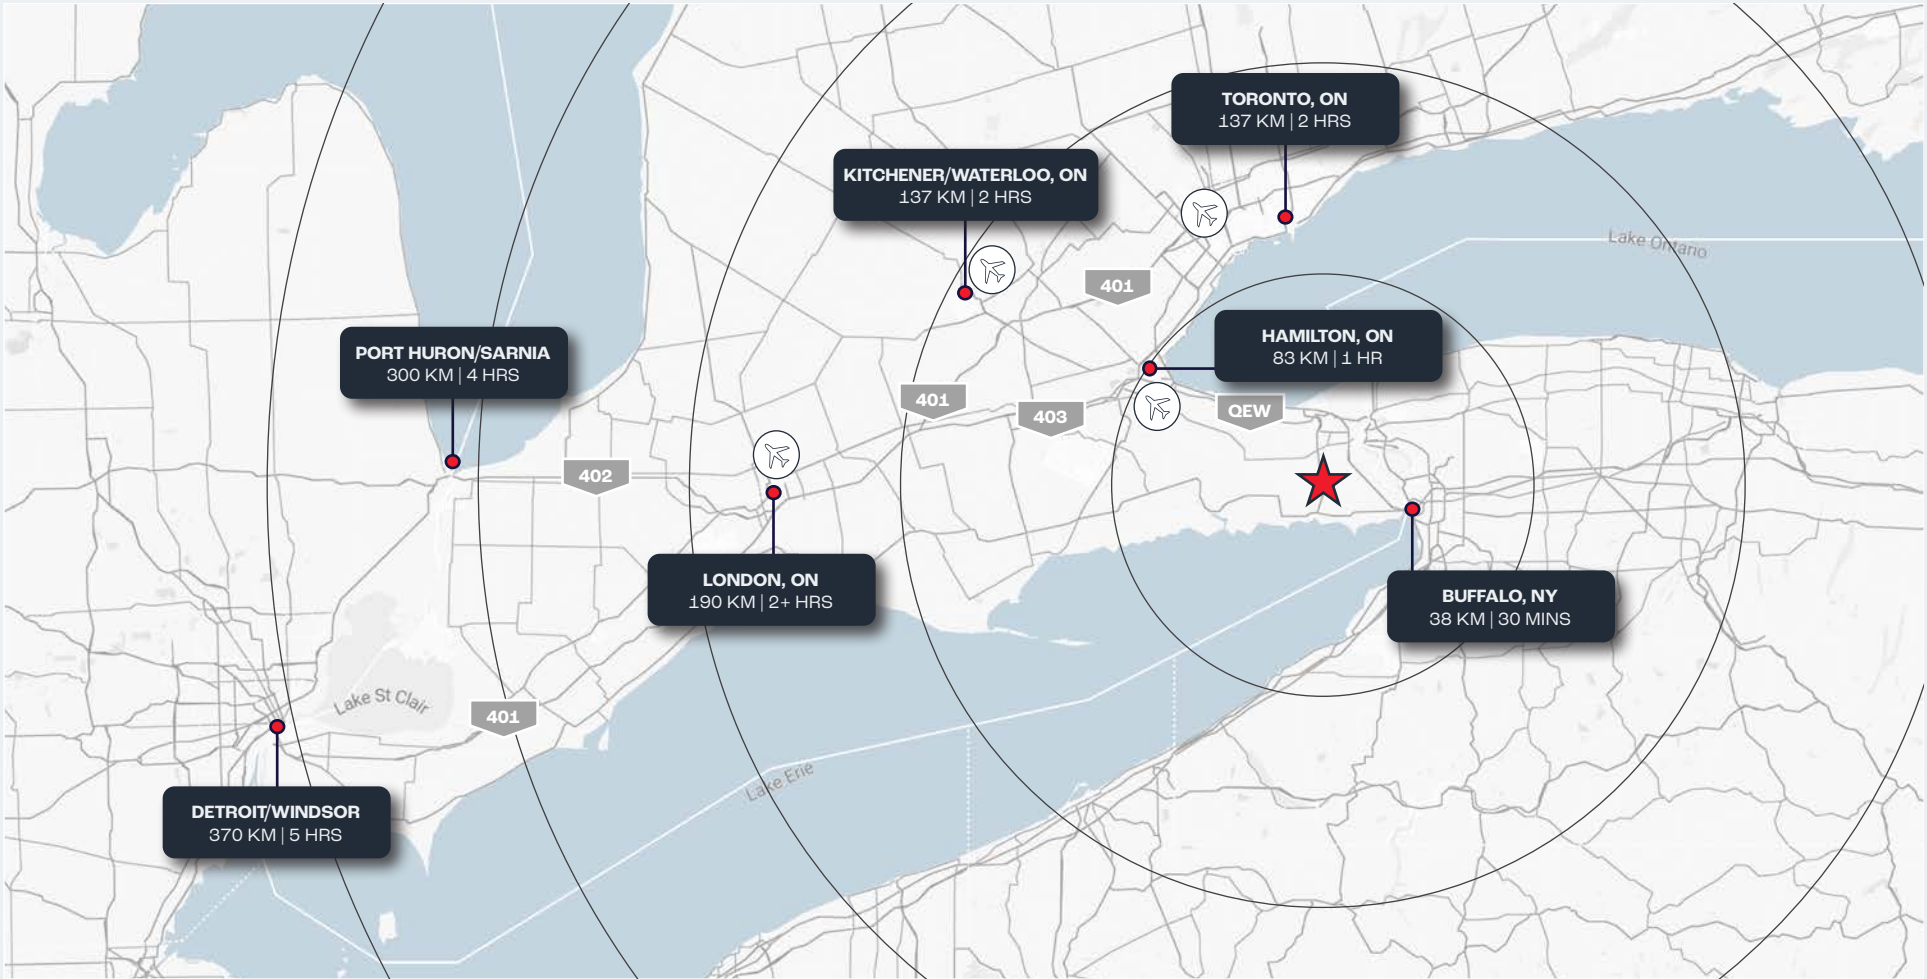 TORONTO, ON
137 KM | 2 HRS
KITCHENER/WATERLOO, ON
137 KM | 2 HRS
Lake Ontario
401
HAMILTON, ON
83 KM | 1 HR
PORT HURON/SARNIA
300 KM | 4 HRS
401
403
QEW
402
LONDON, ON
190 KM | 2+ HRS
BUFFALO, NY
38 KM | 30 MINS
Lake St Clair
401
Lake Erie
DETROIT/WINDSOR
370 KM | 5 HRS